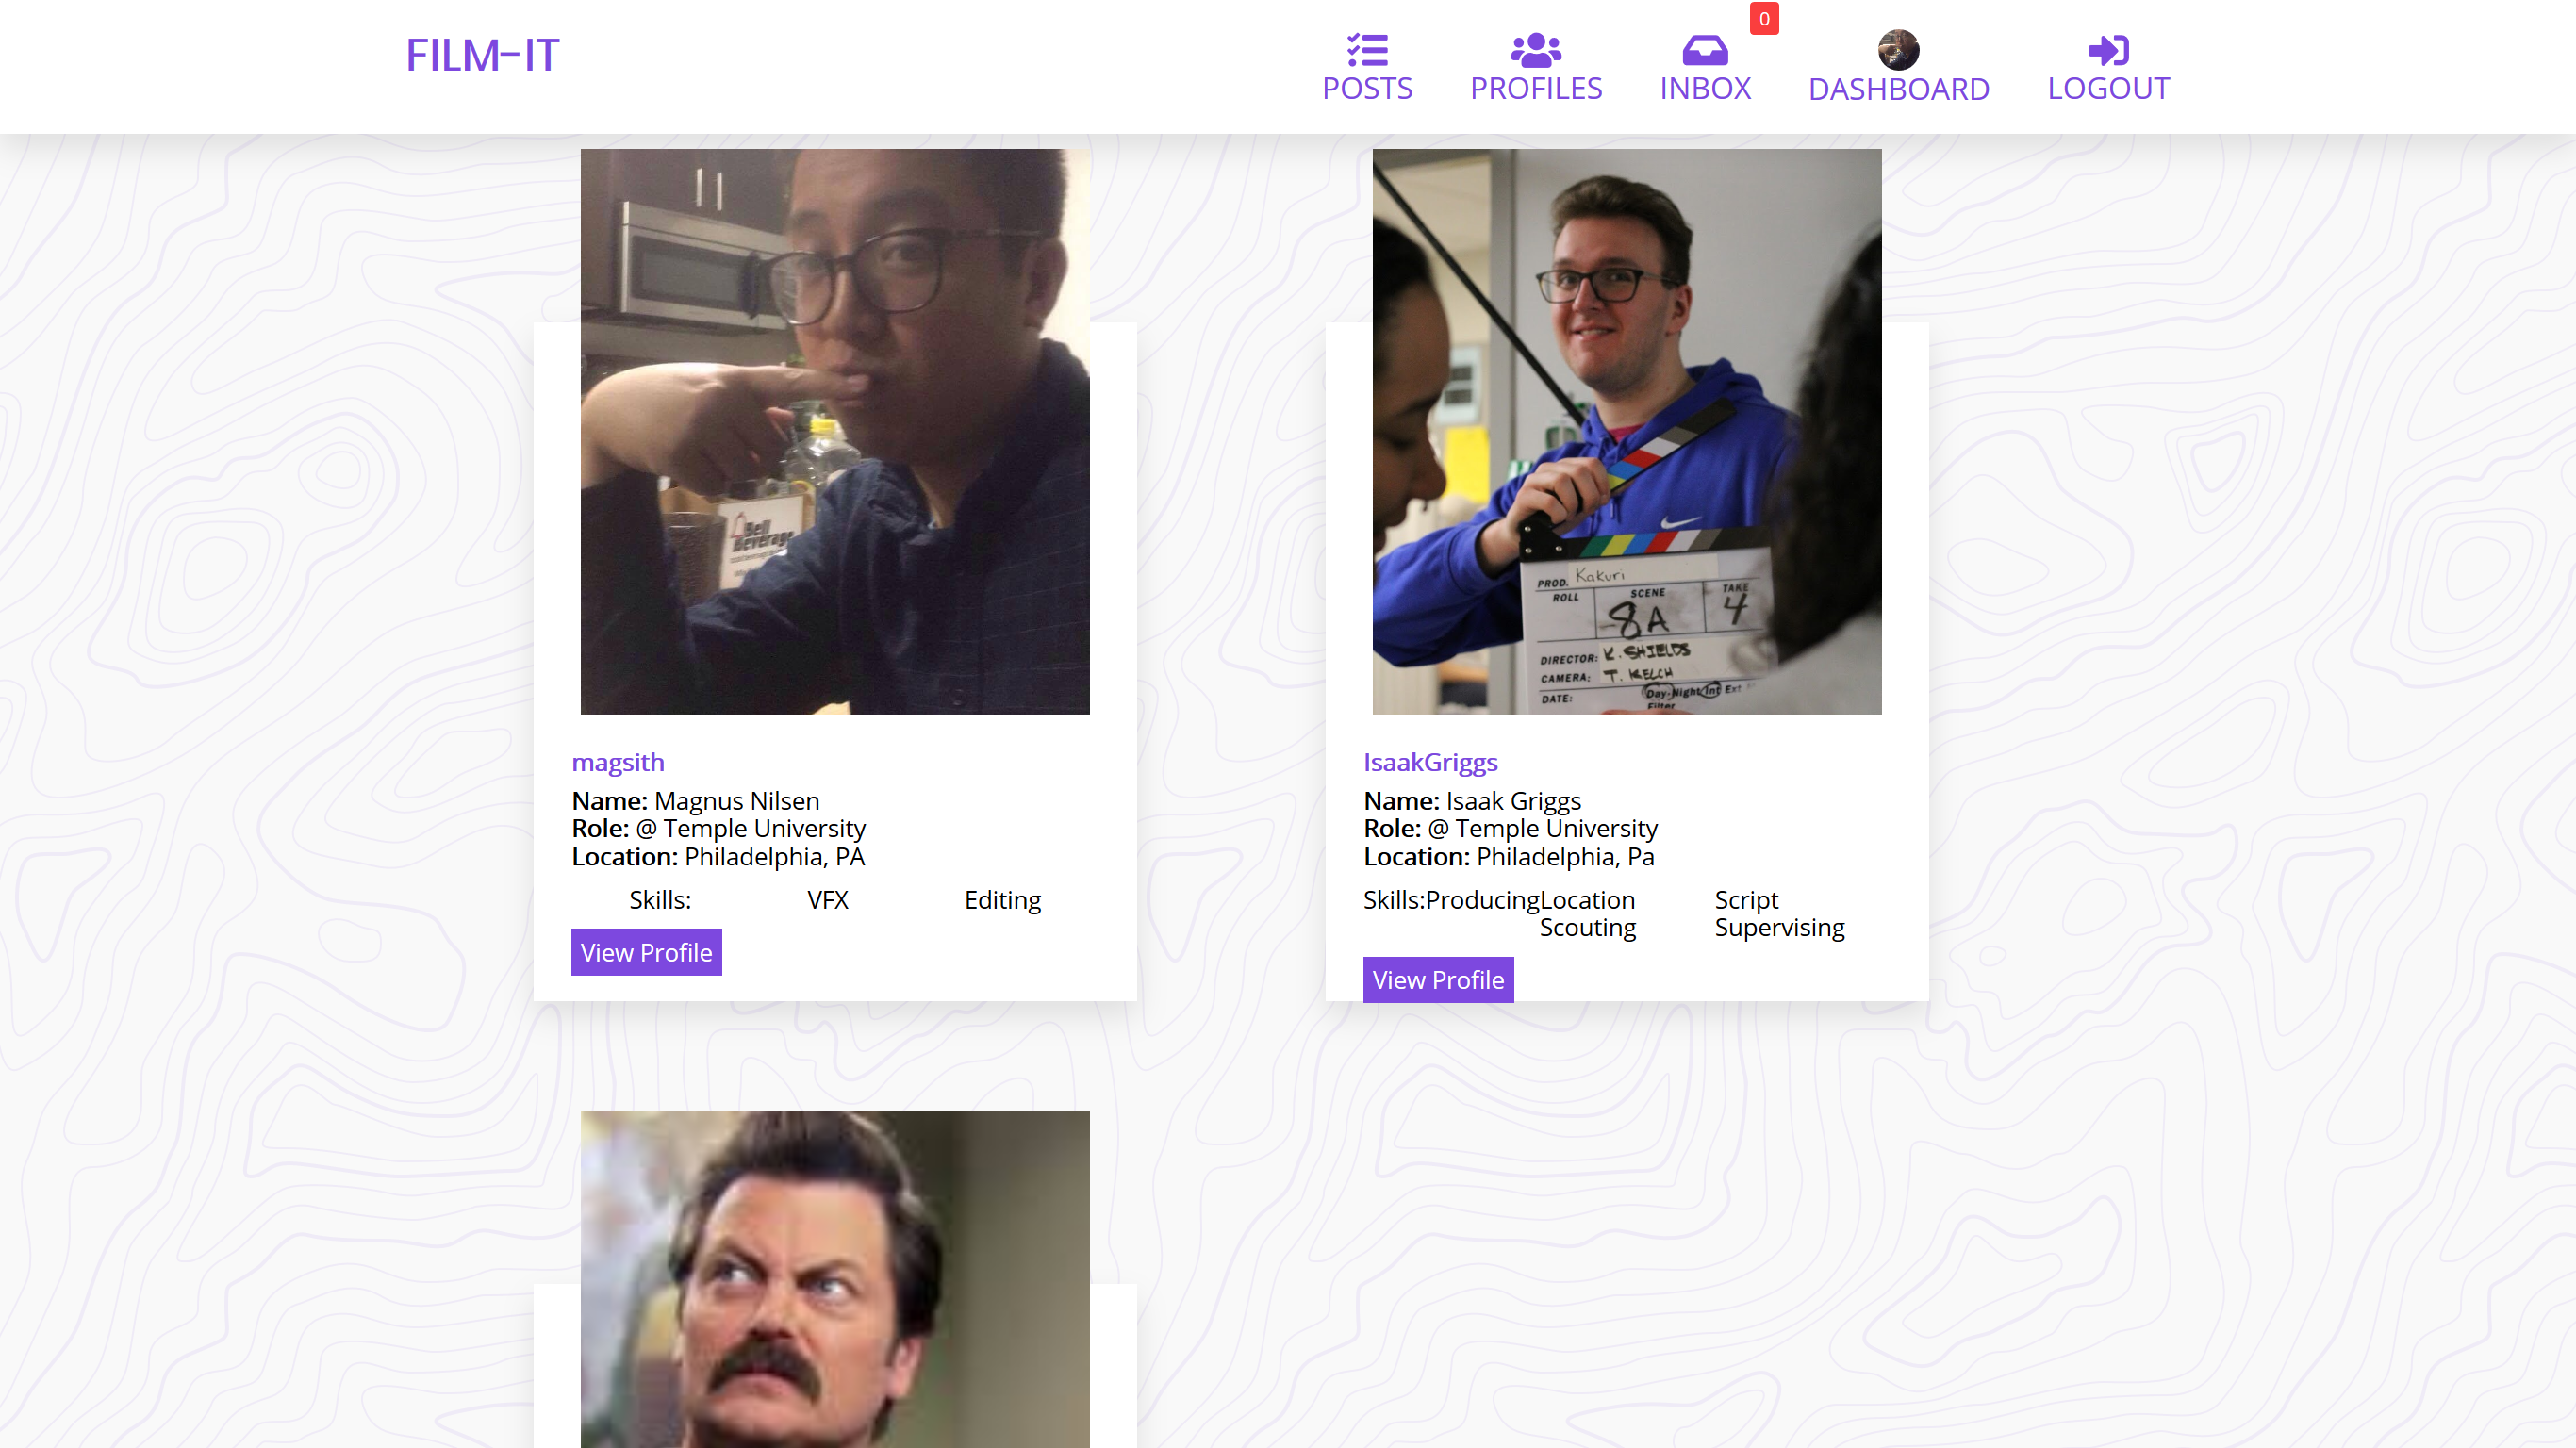 FILM-IT
0
POSTS
PROFILES
INBOX
DASHBOARD
LOGOUT
Bell
Beverage
PROD. Kakuri
ROLL
SCENE
TAKE
8A
4
DIRECTOR: K. SHIELDS
CAMERA: T. KELCH
DATE:
Day-Night Int Ext
Filter
magsith
Name: Magnus Nilsen
Role: @ Temple University
Location: Philadelphia, PA
Skills:
VFX
Editing
View Profile
IsaakGriggs
Name: Isaak Griggs
Role: @ Temple University
Location: Philadelphia, Pa
Skills:
Producing
Location
Scouting
Script
Supervising
View Profile